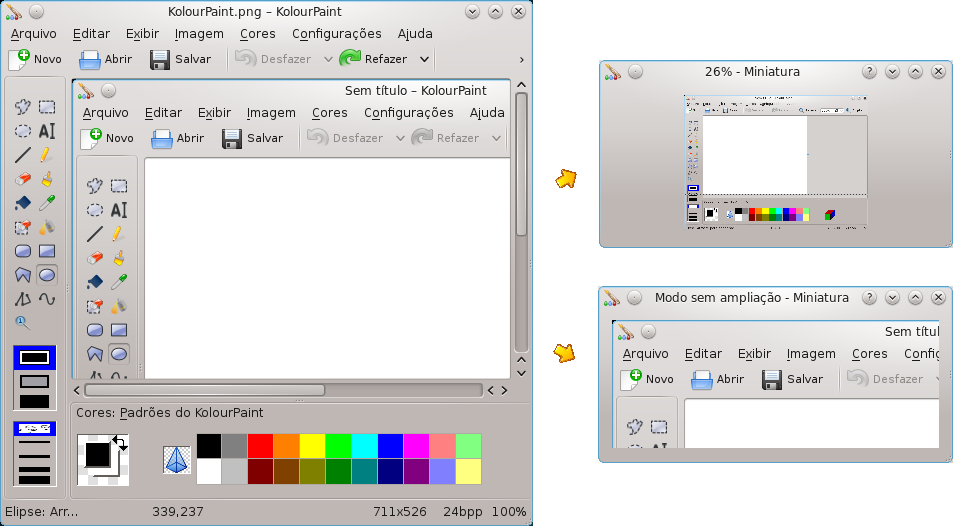 KolourPaint.png – KolourPaint
Arquivo Editar Exibir Imagem Cores Configurações Ajuda
Novo Abrir Salvar Desfazer Refazer
Sem título – KolourPaint
Arquivo Editar Exibir Imagem Cores Configurações Ajuda
Novo Abrir Salvar Desfazer Refazer
Cores: Padrões do KolourPaint
Elipse: Arr... 339,237 711x526 24bpp 100%
26% - Miniatura
Modo sem ampliação - Miniatura
Sem títul
Arquivo Editar Exibir Imagem Cores Config
Novo Abrir Salvar Desfazer